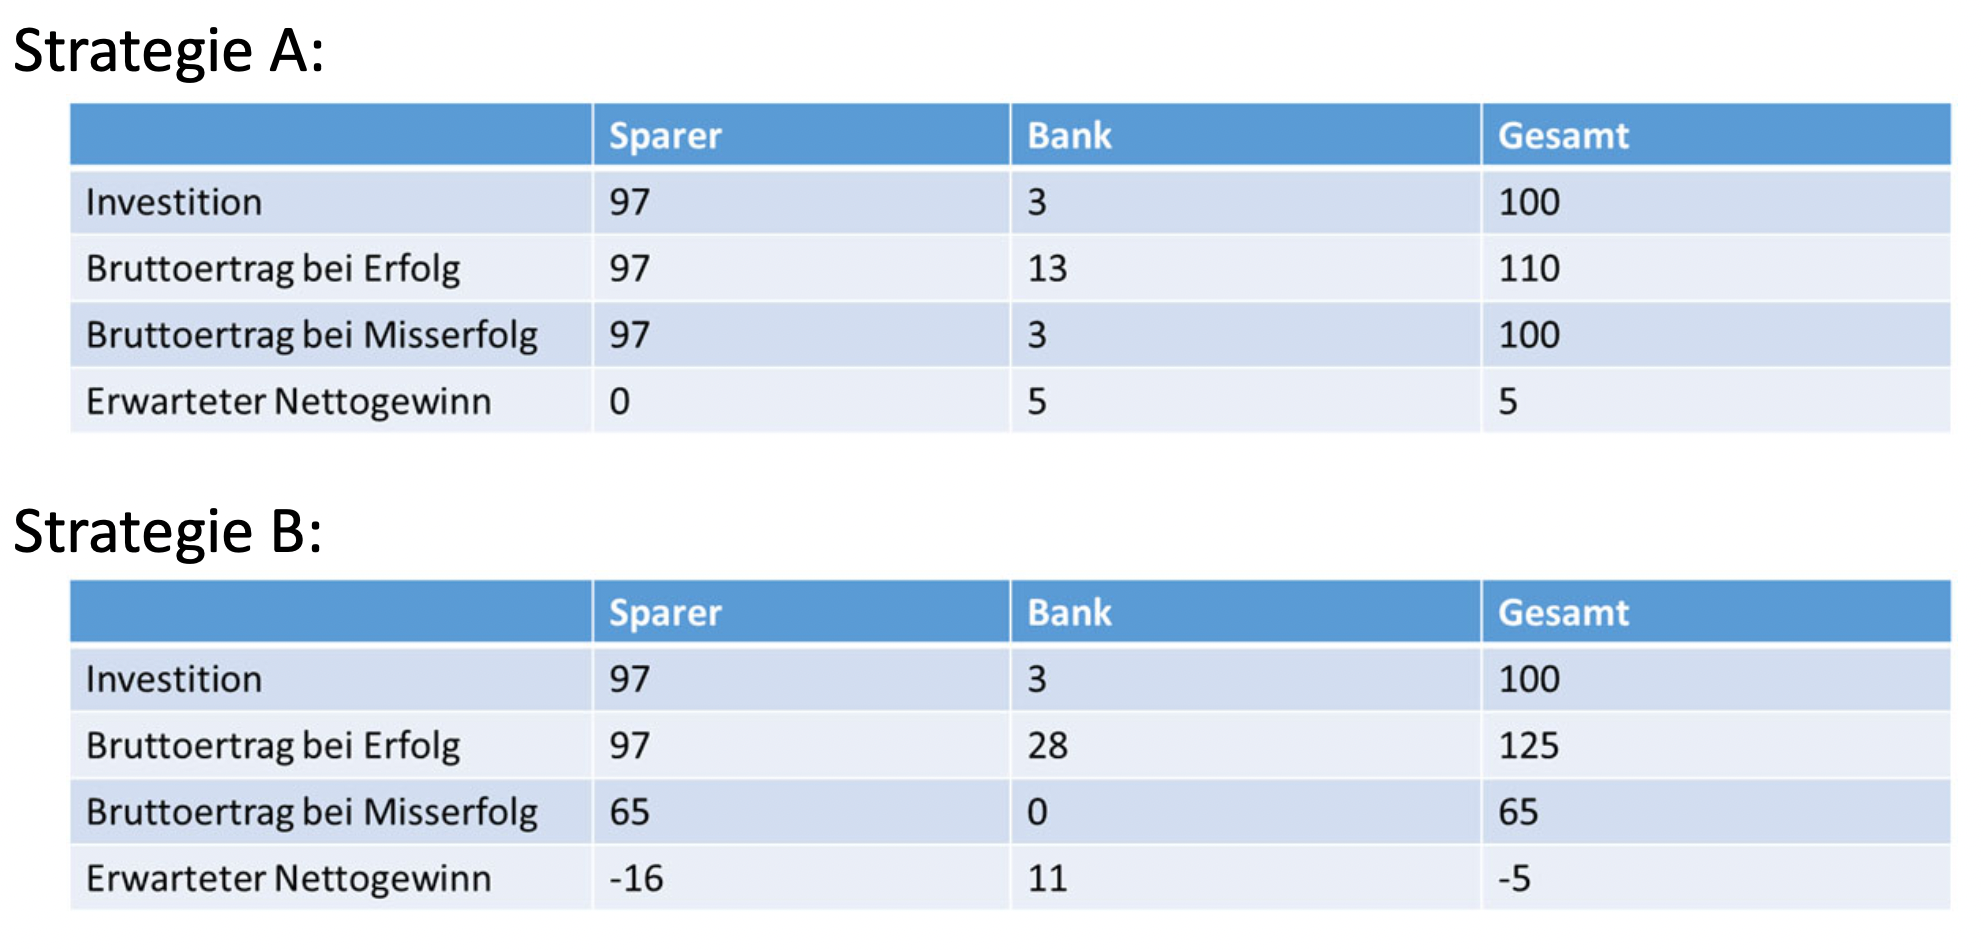 Strategie A:
Sparer Bank Gesamt
Investition 97 3 100
Bruttoertrag bei Erfolg 97 13 110
Bruttoertrag bei Misserfolg 97 3 100
Erwarteter Nettogewinn 0 5 5
Strategie B:
Sparer Bank Gesamt
Investition 97 3 100
Bruttoertrag bei Erfolg 97 28 125
Bruttoertrag bei Misserfolg 65 0 65
Erwarteter Nettogewinn -16 11 -5